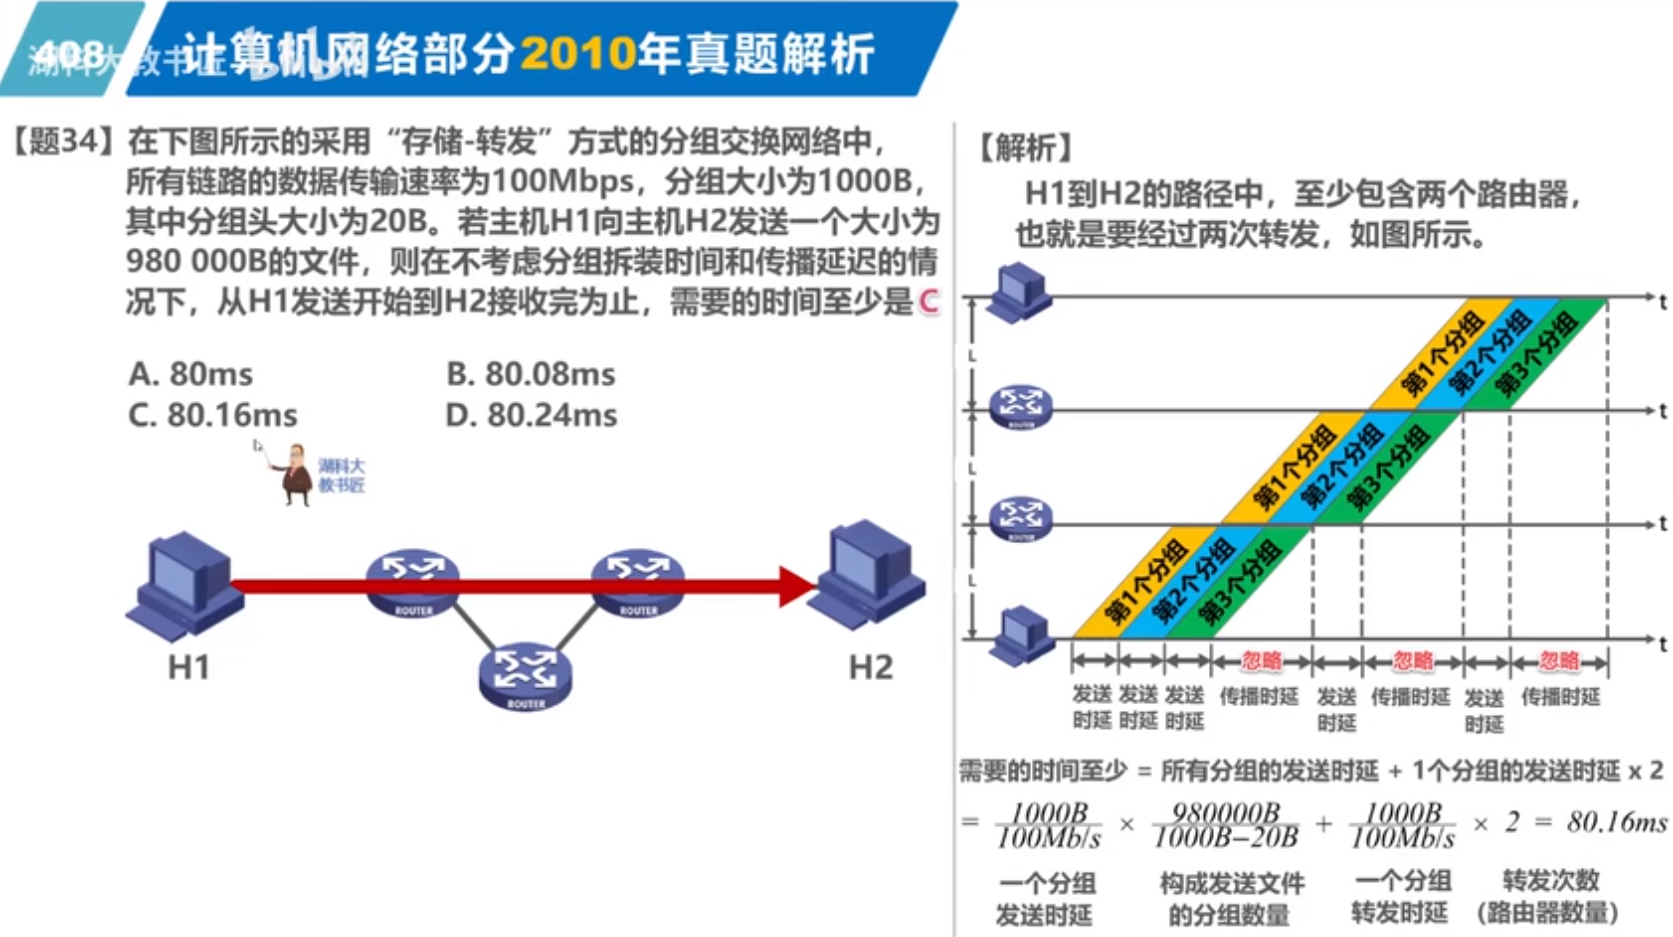 408
计算机网络部分2010年真题解析
湖科大教书匠 bilibili
【题34】在下图所示的采用“存储-转发”方式的分组交换网络中，
所有链路的数据传输速率为100Mbps，分组大小为1000B，
其中分组头大小为20B。若主机H1向主机H2发送一个大小为
980 000B的文件，则在不考虑分组拆装时间和传播延迟的情
况下，从H1发送开始到H2接收完为止，需要的时间至少是 C
A. 80ms
B. 80.08ms
C. 80.16ms
D. 80.24ms
湖科大
教书匠
ROUTER
ROUTER
ROUTER
H1
H2
【解析】
H1到H2的路径中，至少包含两个路由器，
也就是要经过两次转发，如图所示。
t
第1个分组
第2个分组
第3个分组
L
ROUTER
t
第1个分组
第2个分组
第3个分组
L
ROUTER
t
第1个分组
第2个分组
第3个分组
L
t
忽略
忽略
忽略
发送
时延
发送
时延
发送
时延
传播时延
发送
时延
传播时延
发送
时延
传播时延
需要的时间至少 = 所有分组的发送时延 + 1个分组的发送时延 x 2
= 1000B/100Mb/s × 980000B/1000B−20B + 1000B/100Mb/s × 2 = 80.16ms
一个分组
发送时延
构成发送文件
的分组数量
一个分组
转发时延
转发次数
（路由器数量）